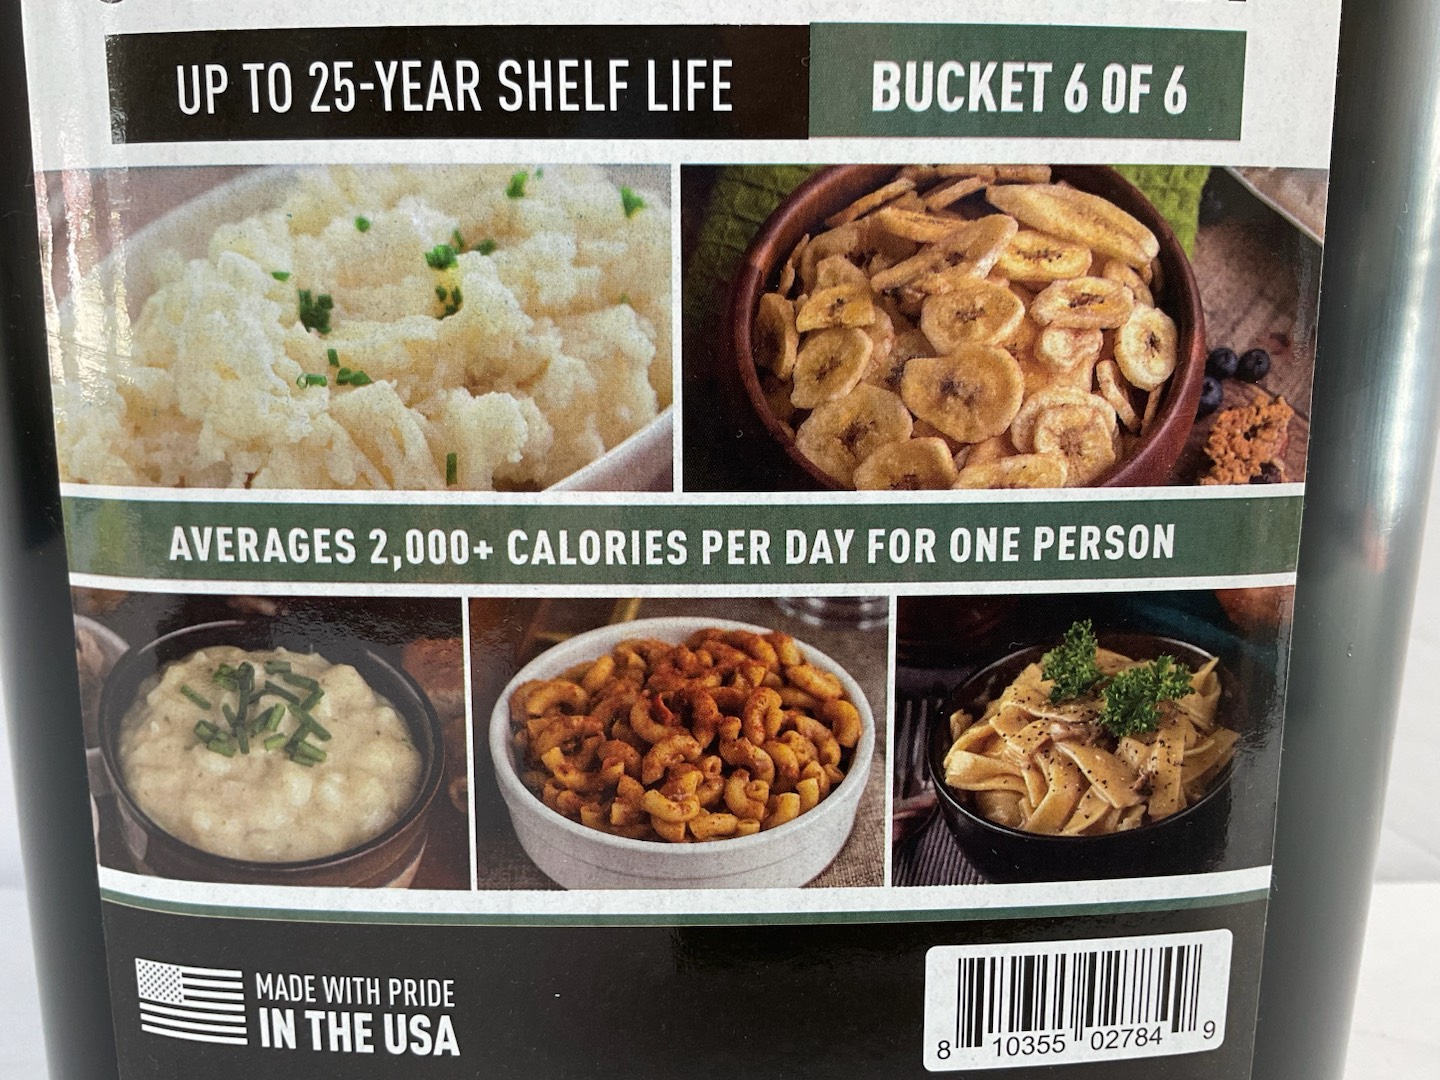 UP TO 25-YEAR SHELF LIFE
BUCKET 6 OF 6
AVERAGES 2,000+ CALORIES PER DAY FOR ONE PERSON
MADE WITH PRIDE
IN THE USA
8 10355 02784 9